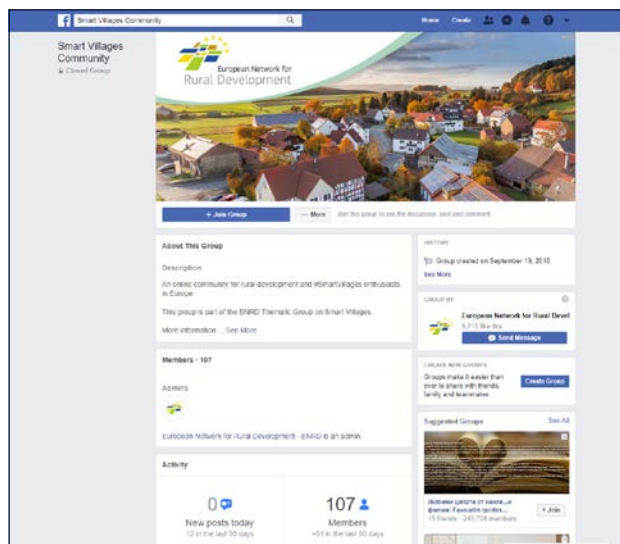 Smart Villages Community
Home Create
Smart Villages
Community
Closed Group
European Network for
Rural Development
+ Join Group
··· More
Join this group to see the discussion, post and comment.
About This Group
Description
An online community for rural development and #SmartVillages enthusiasts
in Europe.
This group is part of the ENRD Thematic Group on Smart Villages.
More information ... See More
Members · 107
Admins
European Network for Rural Development - ENRD is an admin.
Activity
0
New posts today
12 in the last 30 days
107
Members
+51 in the last 30 days
HISTORY
Group created on September 19, 2018
See More
GROUP BY
European Network for Rural Devel
like this
Send Message
CREATE NEW GROUPS
Groups make it easier than
ever to share with friends,
family and teammates.
Create Group
Suggested Groups
See All
+ Join